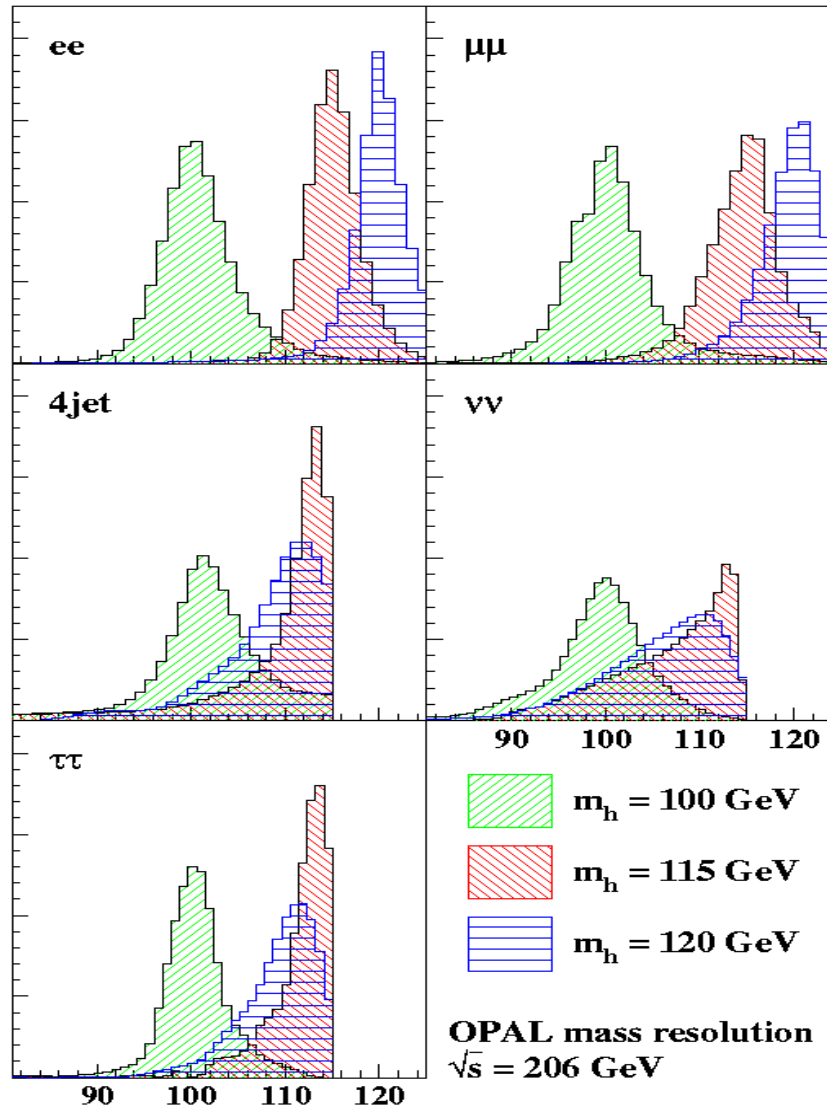 ee
μμ
4jet
νν
90 100 110 120
ττ
m_h = 100 GeV
m_h = 115 GeV
m_h = 120 GeV
OPAL mass resolution
√s = 206 GeV
90 100 110 120